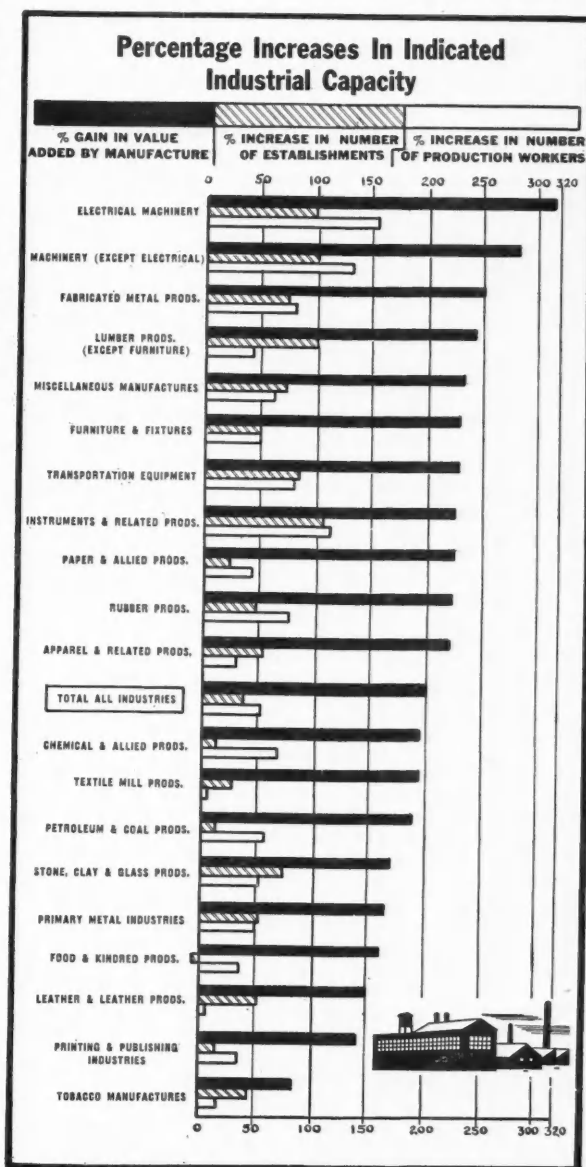 Percentage Increases In Indicated
Industrial Capacity
% GAIN IN VALUE
ADDED BY MANUFACTURE
% INCREASE IN NUMBER
OF ESTABLISHMENTS
% INCREASE IN NUMBER
OF PRODUCTION WORKERS
0 50 100 150 200 250 300 320
ELECTRICAL MACHINERY
MACHINERY (EXCEPT ELECTRICAL)
FABRICATED METAL PRODS.
LUMBER PRODS.
(EXCEPT FURNITURE)
MISCELLANEOUS MANUFACTURES
FURNITURE & FIXTURES
TRANSPORTATION EQUIPMENT
INSTRUMENTS & RELATED PRODS.
PAPER & ALLIED PRODS.
RUBBER PRODS.
APPAREL & RELATED PRODS.
TOTAL ALL INDUSTRIES
CHEMICAL & ALLIED PRODS.
TEXTILE MILL PRODS.
PETROLEUM & COAL PRODS.
STONE, CLAY & GLASS PRODS.
PRIMARY METAL INDUSTRIES
FOOD & KINDRED PRODS.
LEATHER & LEATHER PRODS.
PRINTING & PUBLISHING
INDUSTRIES
TOBACCO MANUFACTURES
0 50 100 150 200 250 300 320